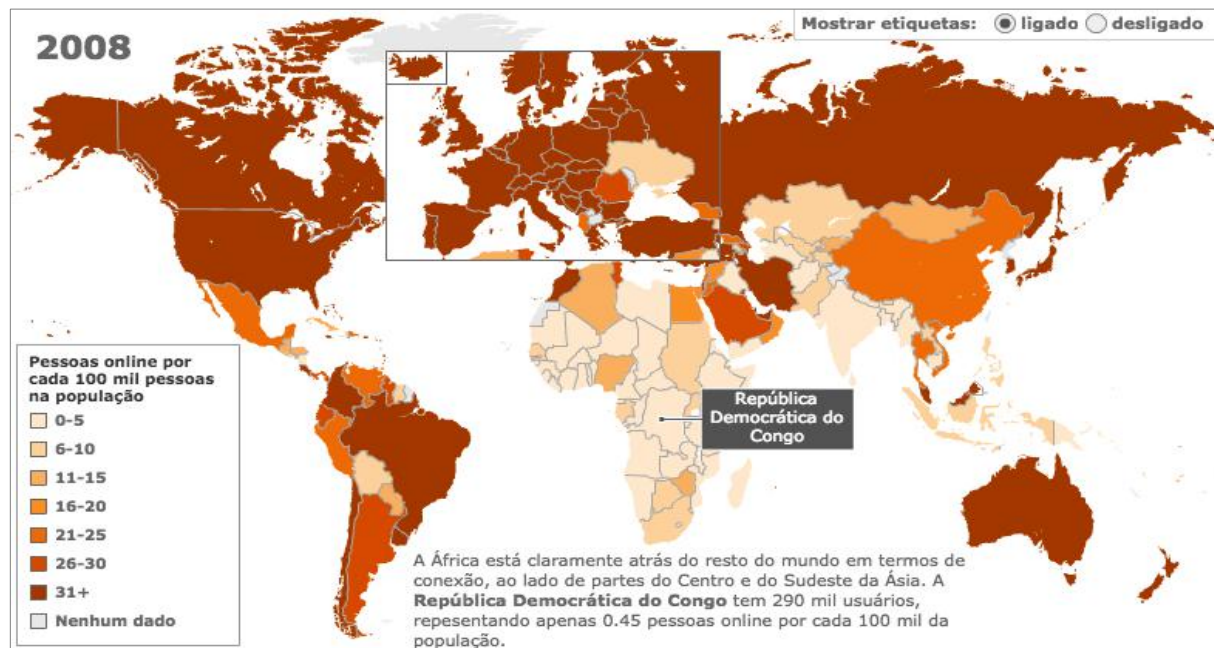 2008
Mostrar etiquetas: ligado desligado
Pessoas online por
cada 100 mil pessoas
na população
0-5
6-10
11-15
16-20
21-25
26-30
31+
Nenhum dado
República
Democrática do
Congo
A África está claramente atrás do resto do mundo em termos de
conexão, ao lado de partes do Centro e do Sudeste da Ásia. A
República Democrática do Congo tem 290 mil usuários,
repesentando apenas 0.45 pessoas online por cada 100 mil da
população.